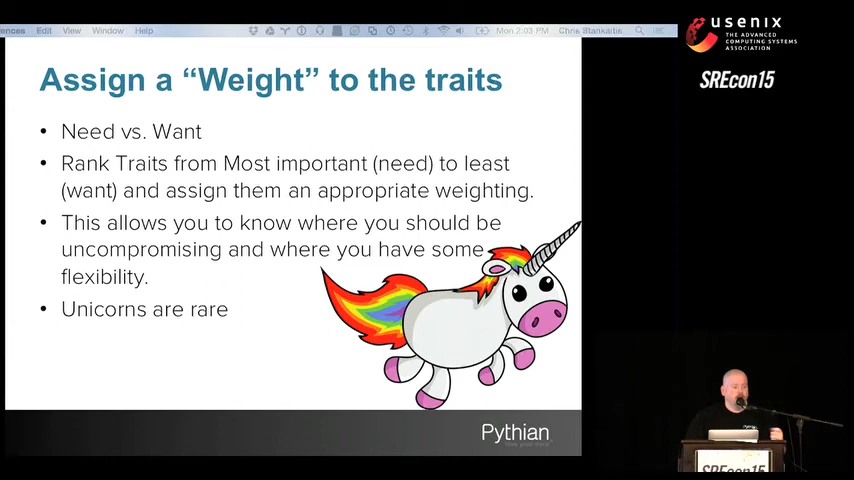 erences Edit View Window Help Mon 2:03 PM Chris Stankaitis
Assign a “Weight” to the traits
• Need vs. Want
• Rank Traits from Most important (need) to least
(want) and assign them an appropriate weighting.
• This allows you to know where you should be
uncompromising and where you have some
flexibility.
• Unicorns are rare
Pythian
usenix
THE ADVANCED
COMPUTING SYSTEMS
ASSOCIATION
SREcon15
SREcon15